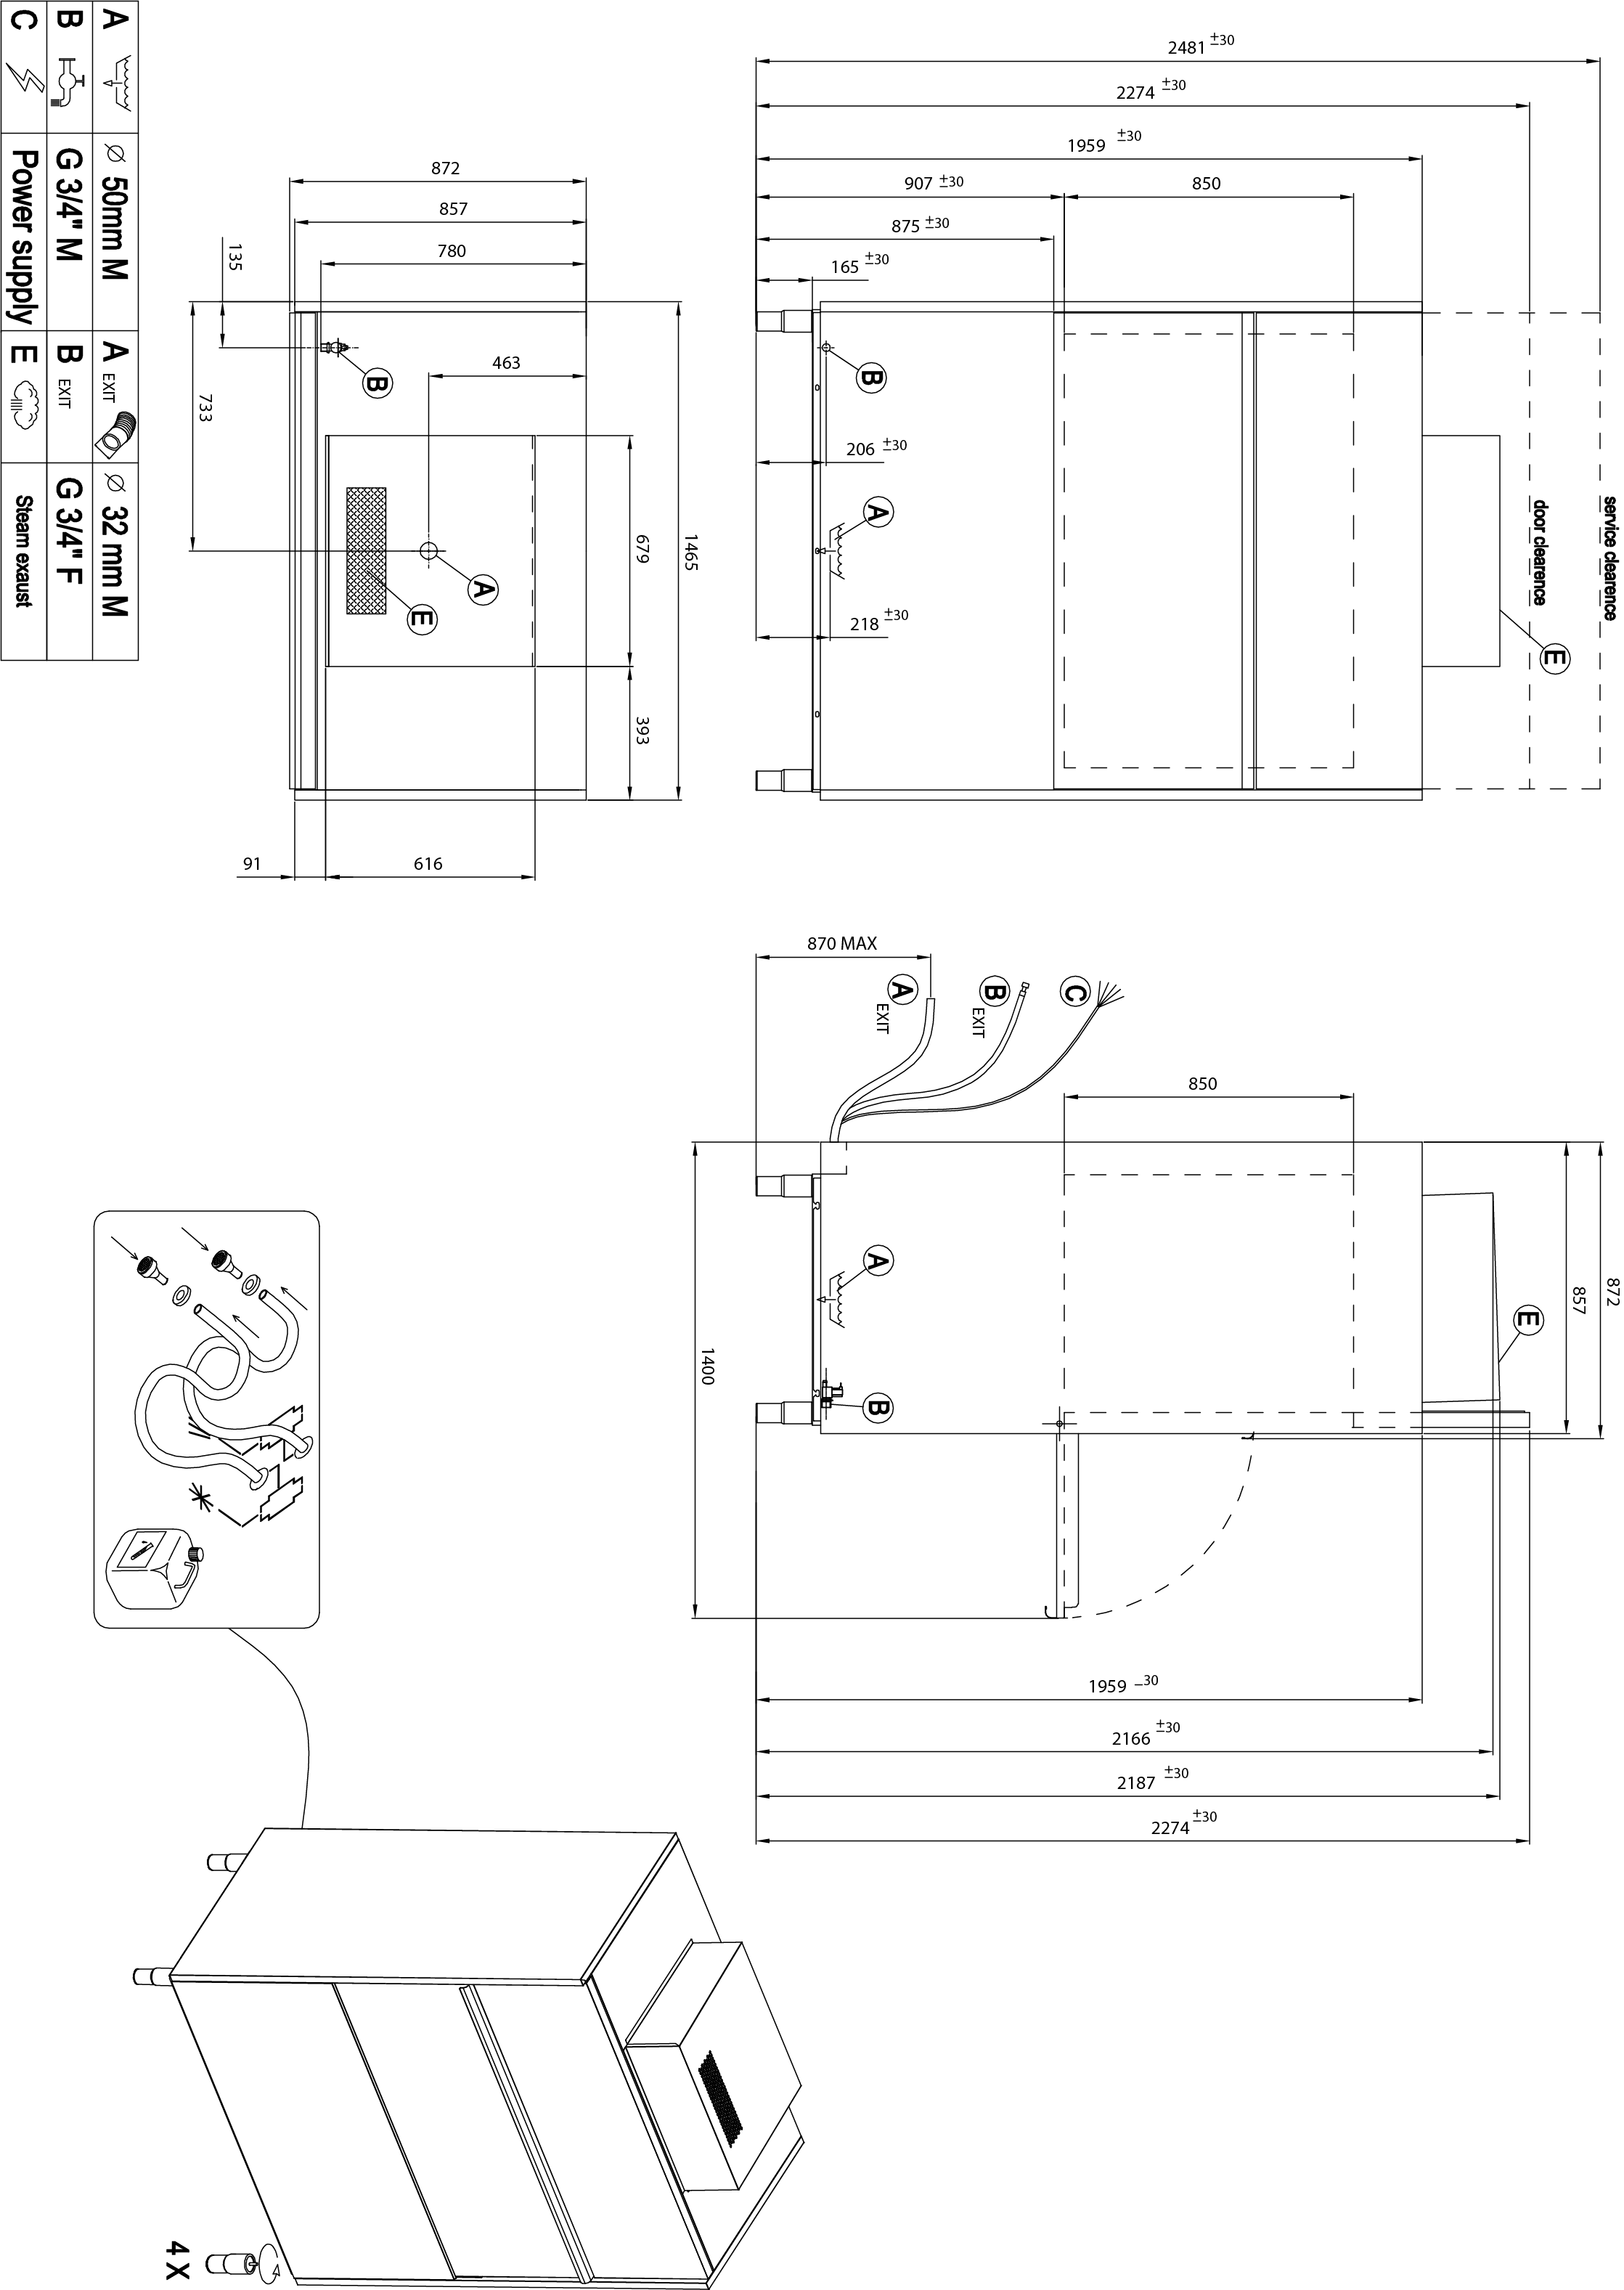 2481 ±30
2274 ±30
1959 ±30
907 ±30
850
875 ±30
165 ±30
B
206 ±30
A
218 ±30
service clearence
door clearence
E
872
857
780
135
733
463
B
A
E
679
1465
393
91
616
A Ø 50mm M A EXIT Ø 32 mm M
B G 3/4" M B EXIT G 3/4" F
C Power supply E Steam exaust
870 MAX
A EXIT
B EXIT
C
850
872
857
E
A
B
1400
1959 –30
2166 ±30
2187 ±30
2274 ±30
4 X